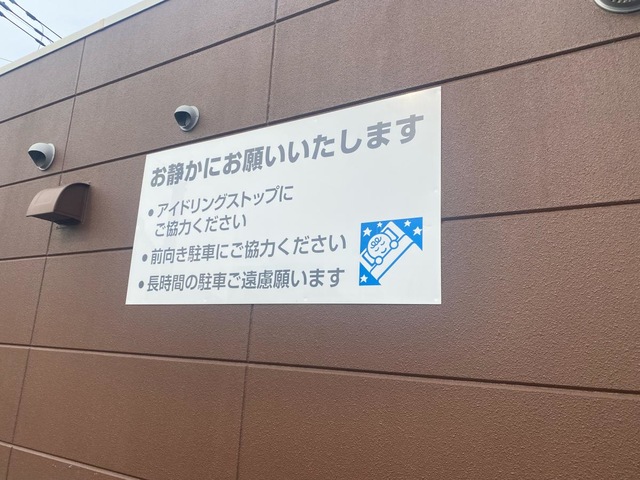 お静かにお願いいたします
●アイドリングストップに
ご協力ください
●前向き駐車にご協力ください
●長時間の駐車ご遠慮願います